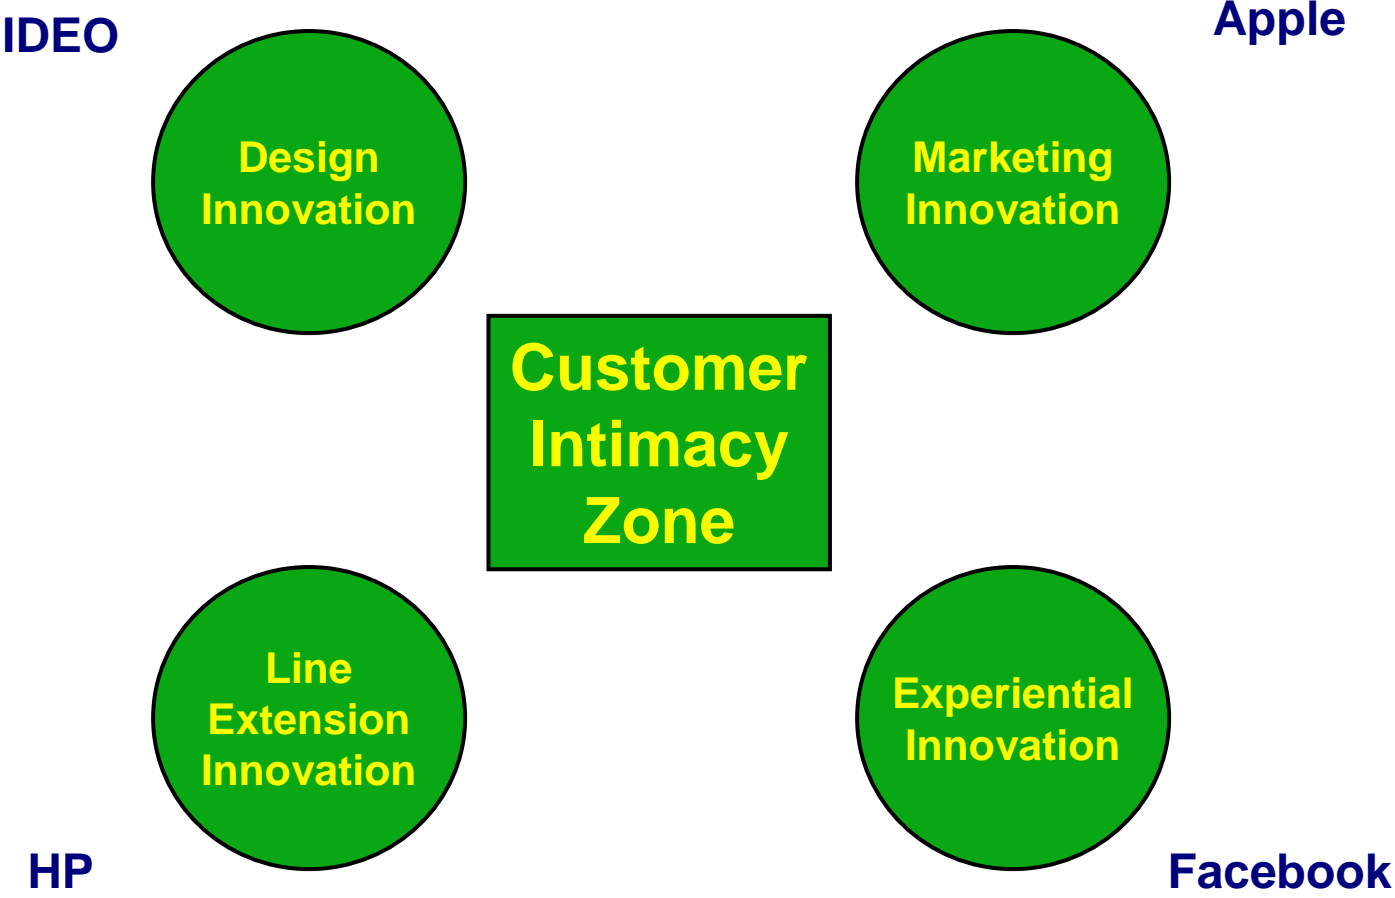 IDEO
Apple
Design
Innovation
Marketing
Innovation
Customer
Intimacy
Zone
Line
Extension
Innovation
Experiential
Innovation
HP
Facebook